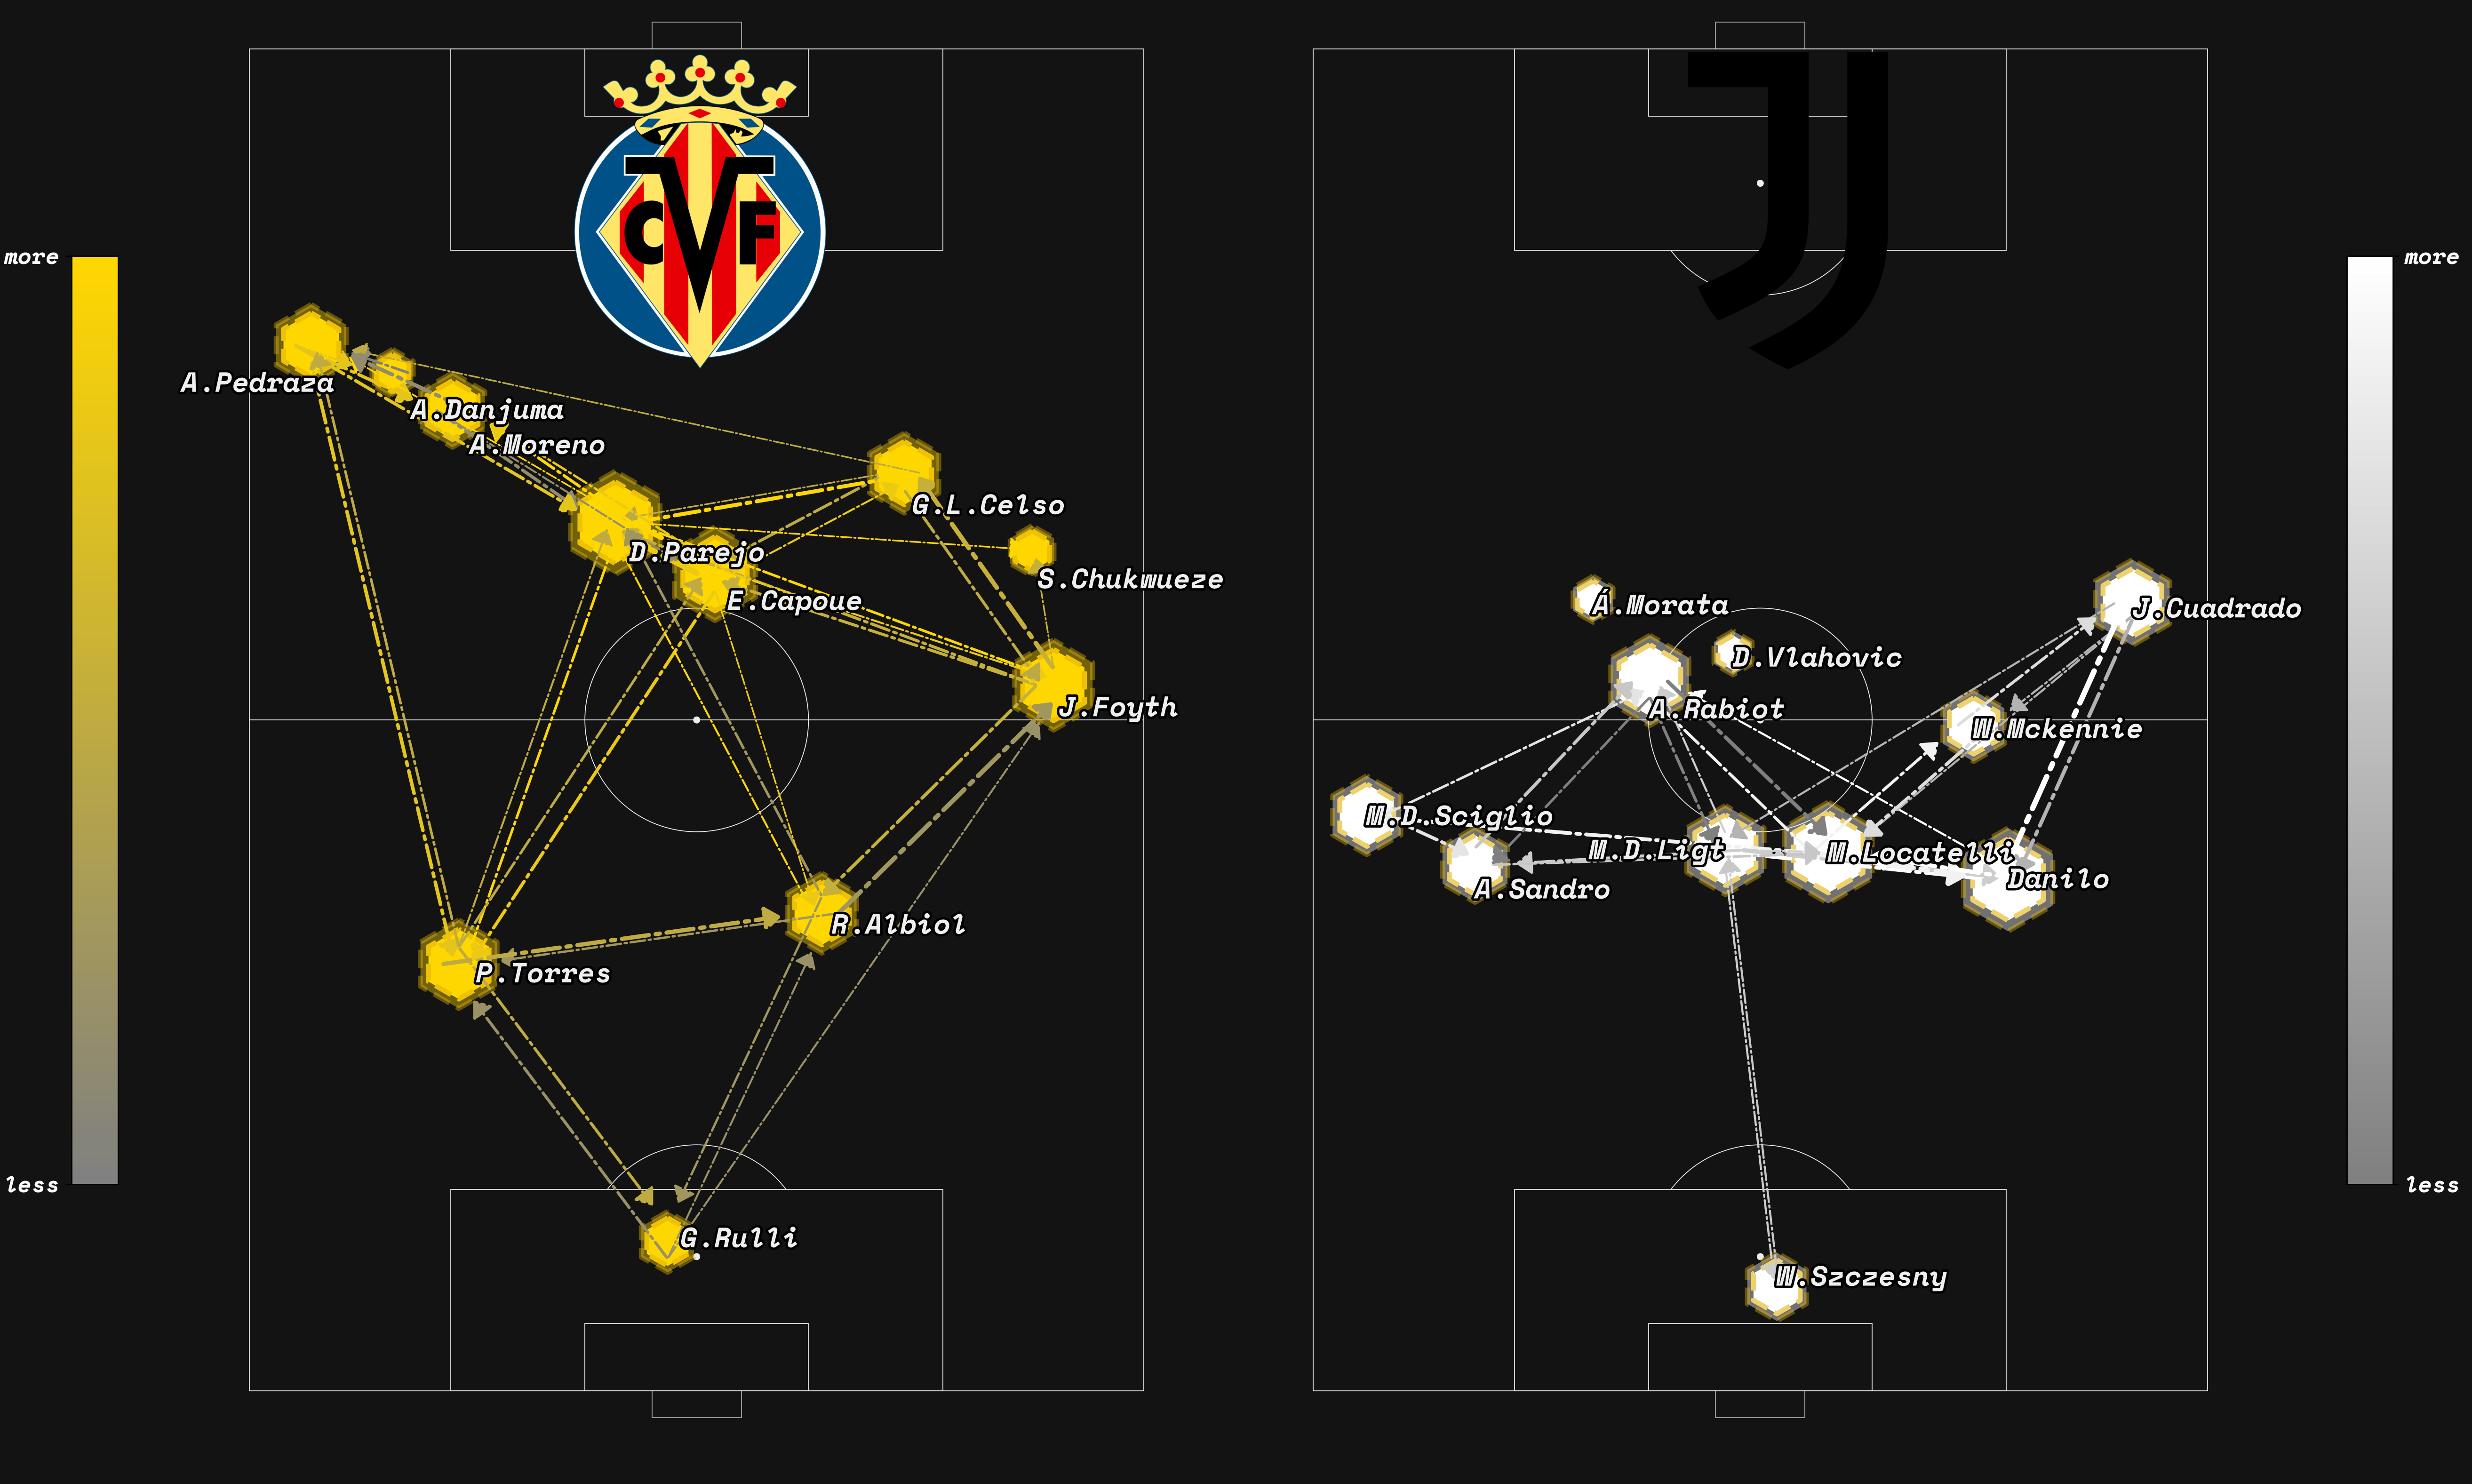 more
less
CVF
A.Pedraza
A.Danjuma
A.Moreno
G.L.Celso
D.Parejo
S.Chukwueze
E.Capoue
J.Foyth
R.Albiol
P.Torres
G.Rulli
Á.Morata
J.Cuadrado
D.Vlahovic
A.Rabiot
W.Mckennie
M.D.Sciglio
M.D.Ligt
M.Locatelli
Danilo
A.Sandro
W.Szczesny
more
less